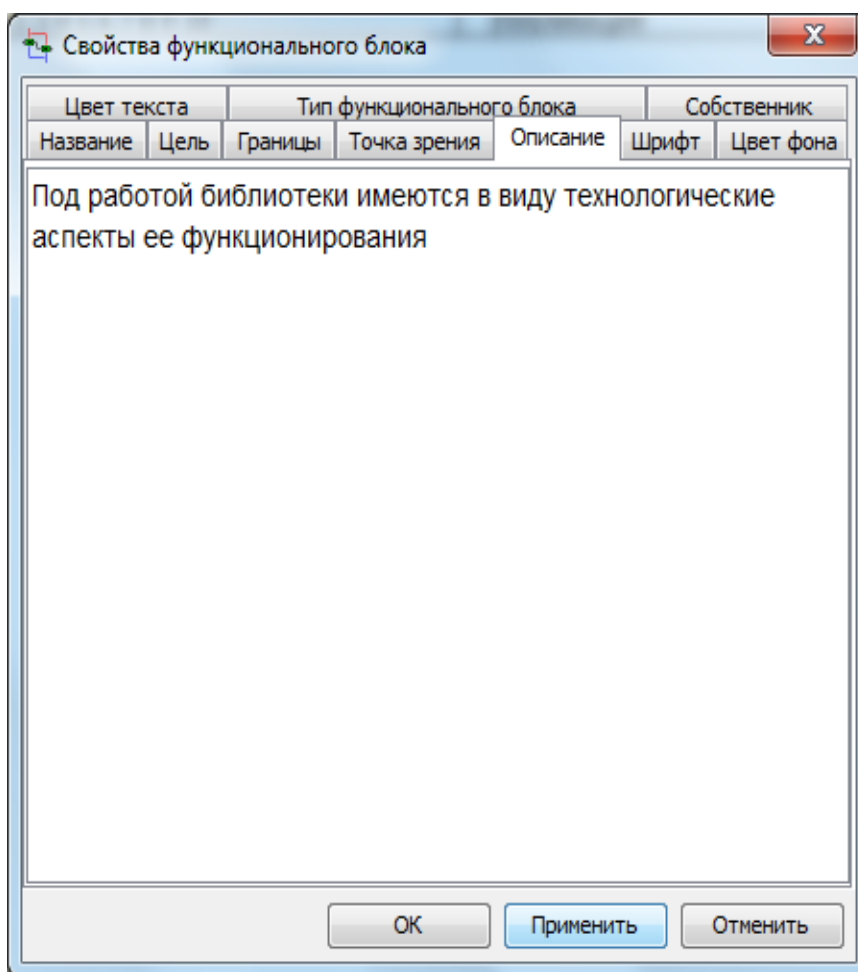 Свойства функционального блока
Цвет текста Тип функционального блока Собственник
Название Цель Границы Точка зрения Описание Шрифт Цвет фона
Под работой библиотеки имеются в виду технологические
аспекты ее функционирования
OK Применить Отменить